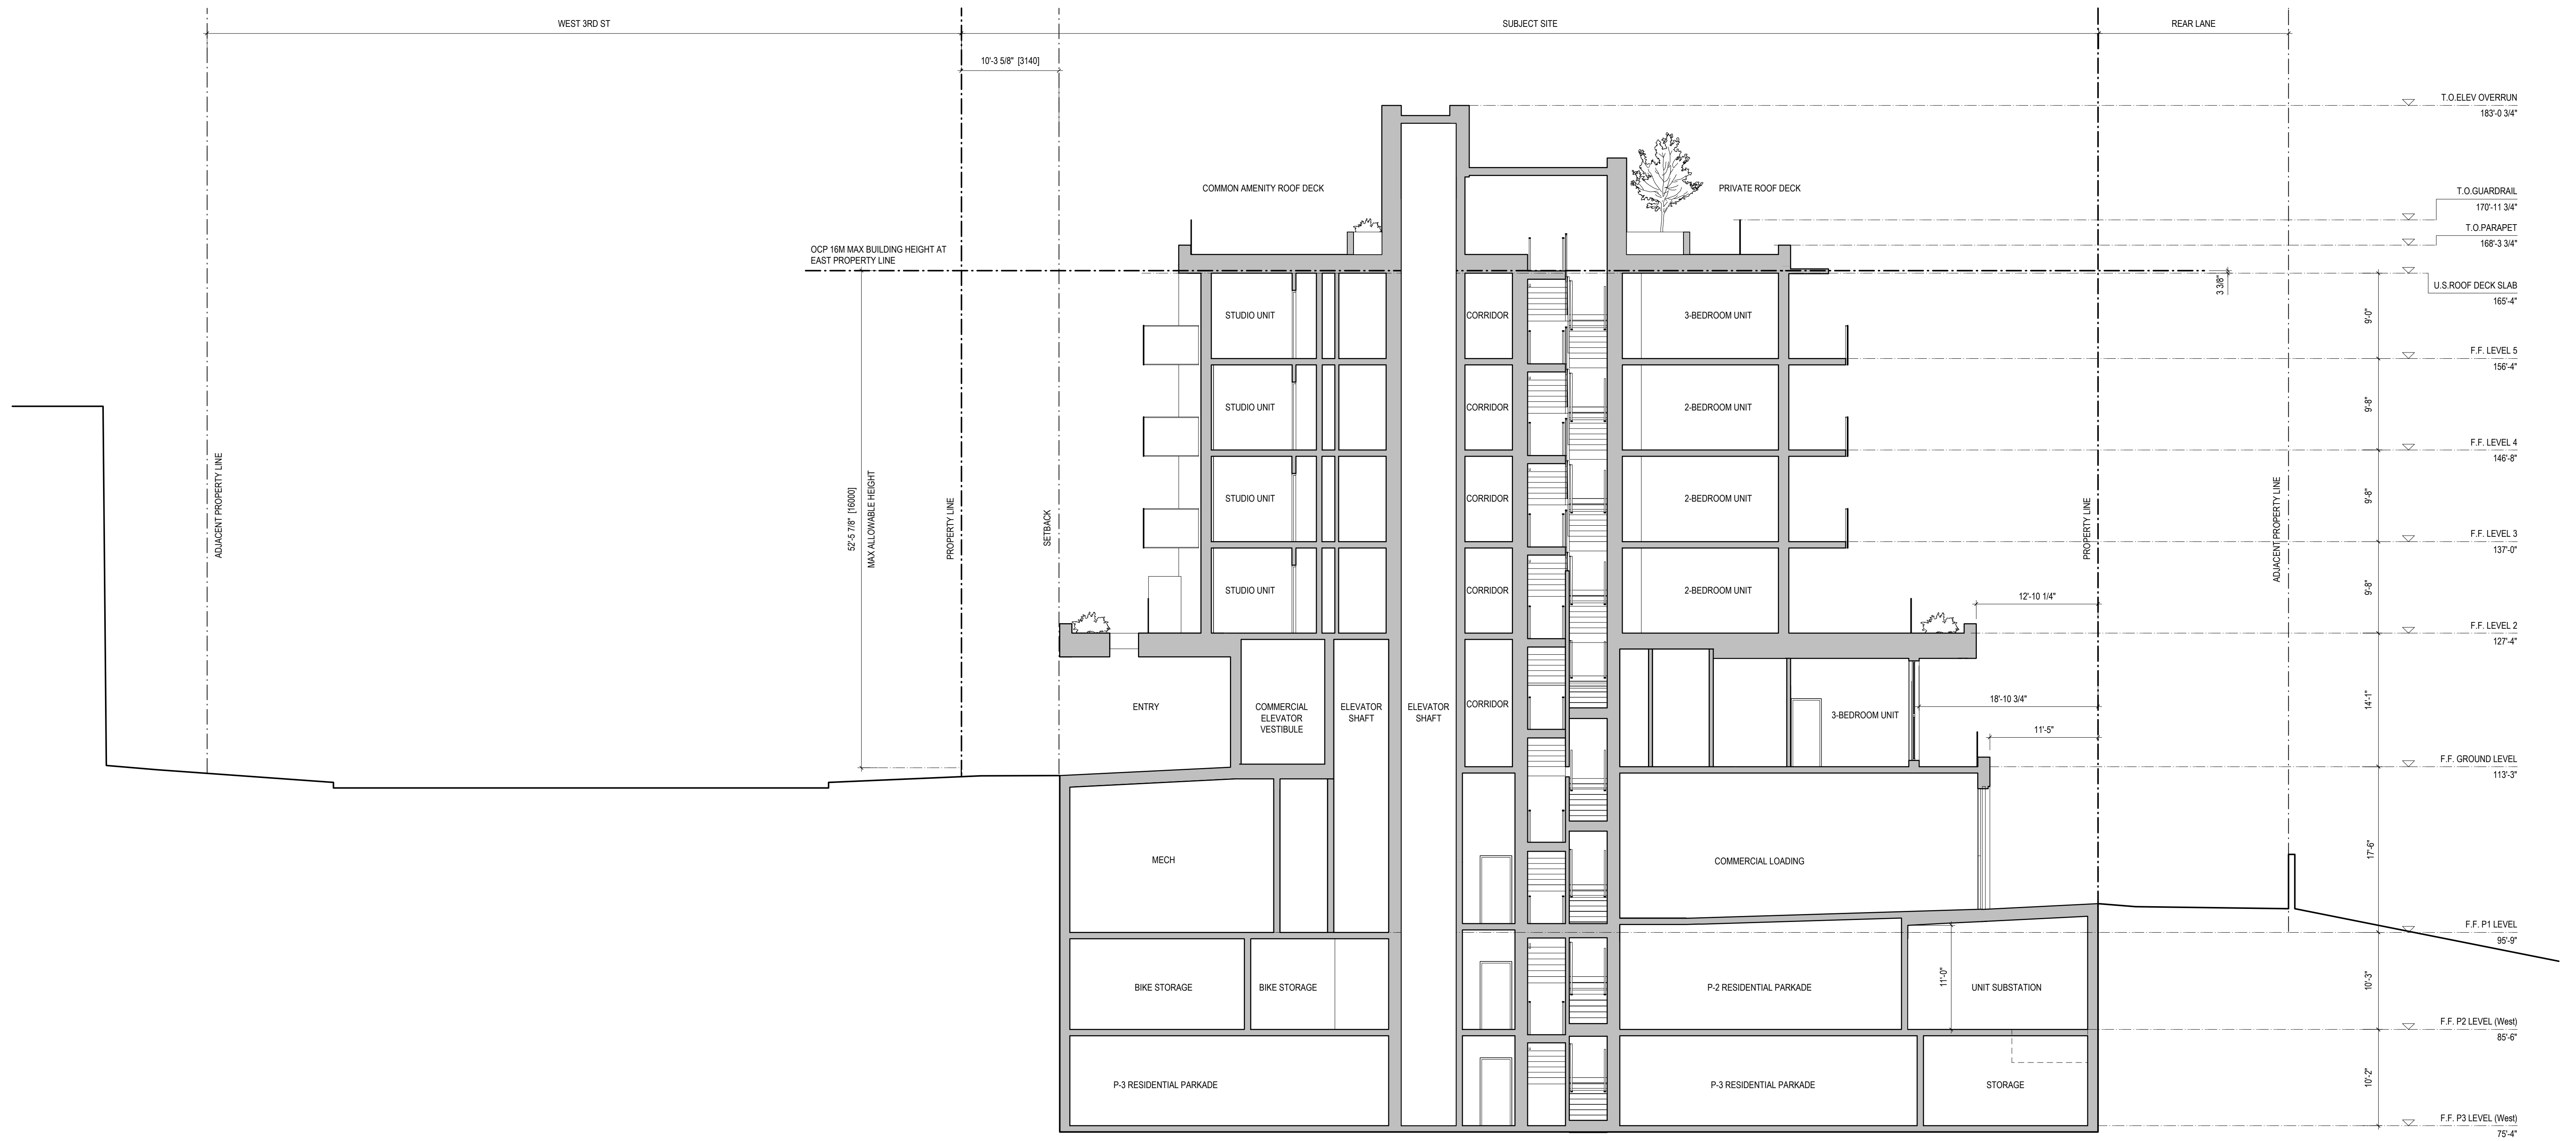 WEST 3RD ST
SUBJECT SITE
REAR LANE
10'-3 5/8" [3140]
T.O.ELEV OVERRUN
183'-0 3/4"
COMMON AMENITY ROOF DECK
PRIVATE ROOF DECK
T.O.GUARDRAIL
170'-11 3/4"
T.O.PARAPET
168'-3 3/4"
OCP 16M MAX BUILDING HEIGHT AT
EAST PROPERTY LINE
3 3/8"
U.S.ROOF DECK SLAB
165'-4"
STUDIO UNIT
CORRIDOR
3-BEDROOM UNIT
9'-0"
F.F. LEVEL 5
156'-4"
STUDIO UNIT
CORRIDOR
2-BEDROOM UNIT
9'-8"
F.F. LEVEL 4
146'-8"
ADJACENT PROPERTY LINE
52'-5 7/8" [16000]
MAX ALLOWABLE HEIGHT
PROPERTY LINE
SETBACK
STUDIO UNIT
CORRIDOR
2-BEDROOM UNIT
PROPERTY LINE
ADJACENT PROPERTY LINE
9'-8"
F.F. LEVEL 3
137'-0"
STUDIO UNIT
CORRIDOR
2-BEDROOM UNIT
12'-10 1/4"
9'-8"
F.F. LEVEL 2
127'-4"
ENTRY
COMMERCIAL
ELEVATOR
VESTIBULE
ELEVATOR
SHAFT
ELEVATOR
SHAFT
CORRIDOR
3-BEDROOM UNIT
18'-10 3/4"
11'-5"
14'-1"
F.F. GROUND LEVEL
113'-3"
MECH
COMMERCIAL LOADING
17'-6"
F.F. P1 LEVEL
95'-9"
BIKE STORAGE
BIKE STORAGE
P-2 RESIDENTIAL PARKADE
11'-0"
UNIT SUBSTATION
10'-3"
F.F. P2 LEVEL (West)
85'-6"
P-3 RESIDENTIAL PARKADE
P-3 RESIDENTIAL PARKADE
STORAGE
10'-2"
F.F. P3 LEVEL (West)
75'-4"